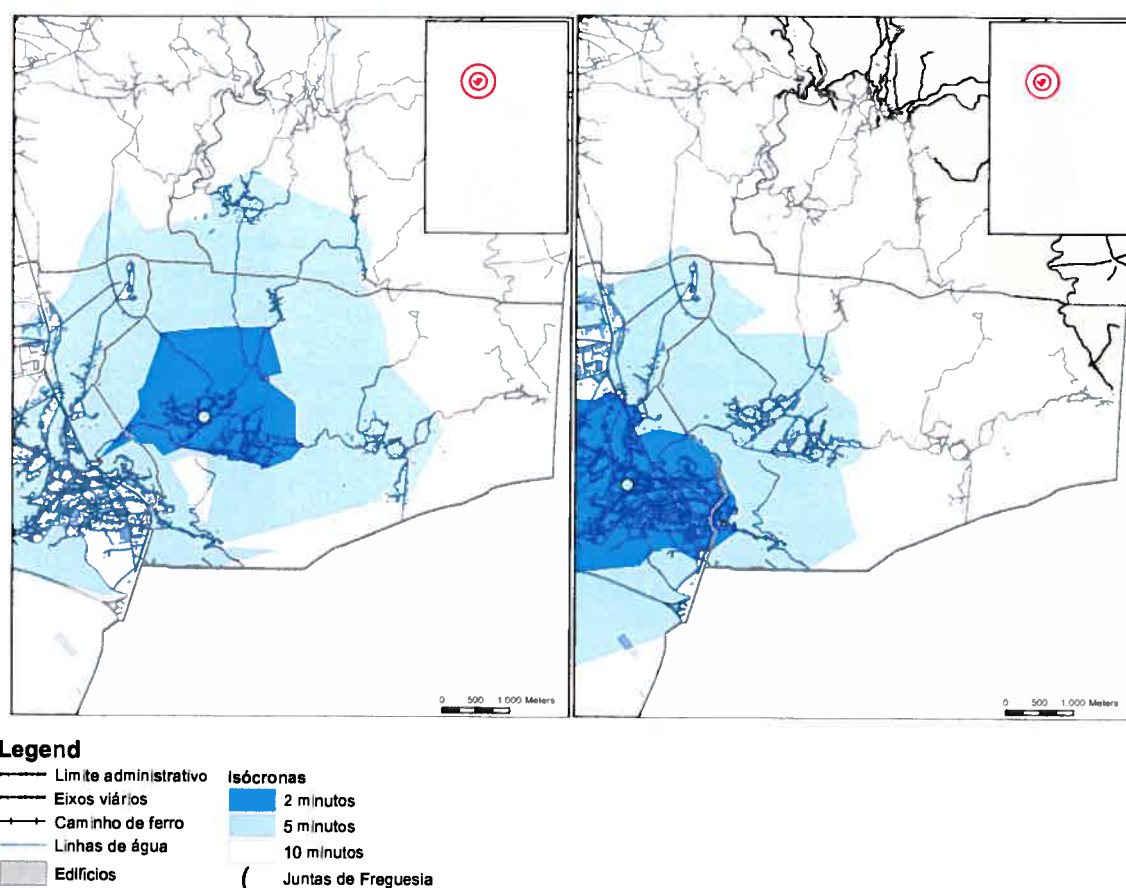 0 500 1.000 Meters
0 500 1.000 Meters
Legend
Limite administrativo
Eixos viários
Caminho de ferro
Linhas de água
Edifícios
Isócronas
2 minutos
5 minutos
10 minutos
Juntas de Freguesia